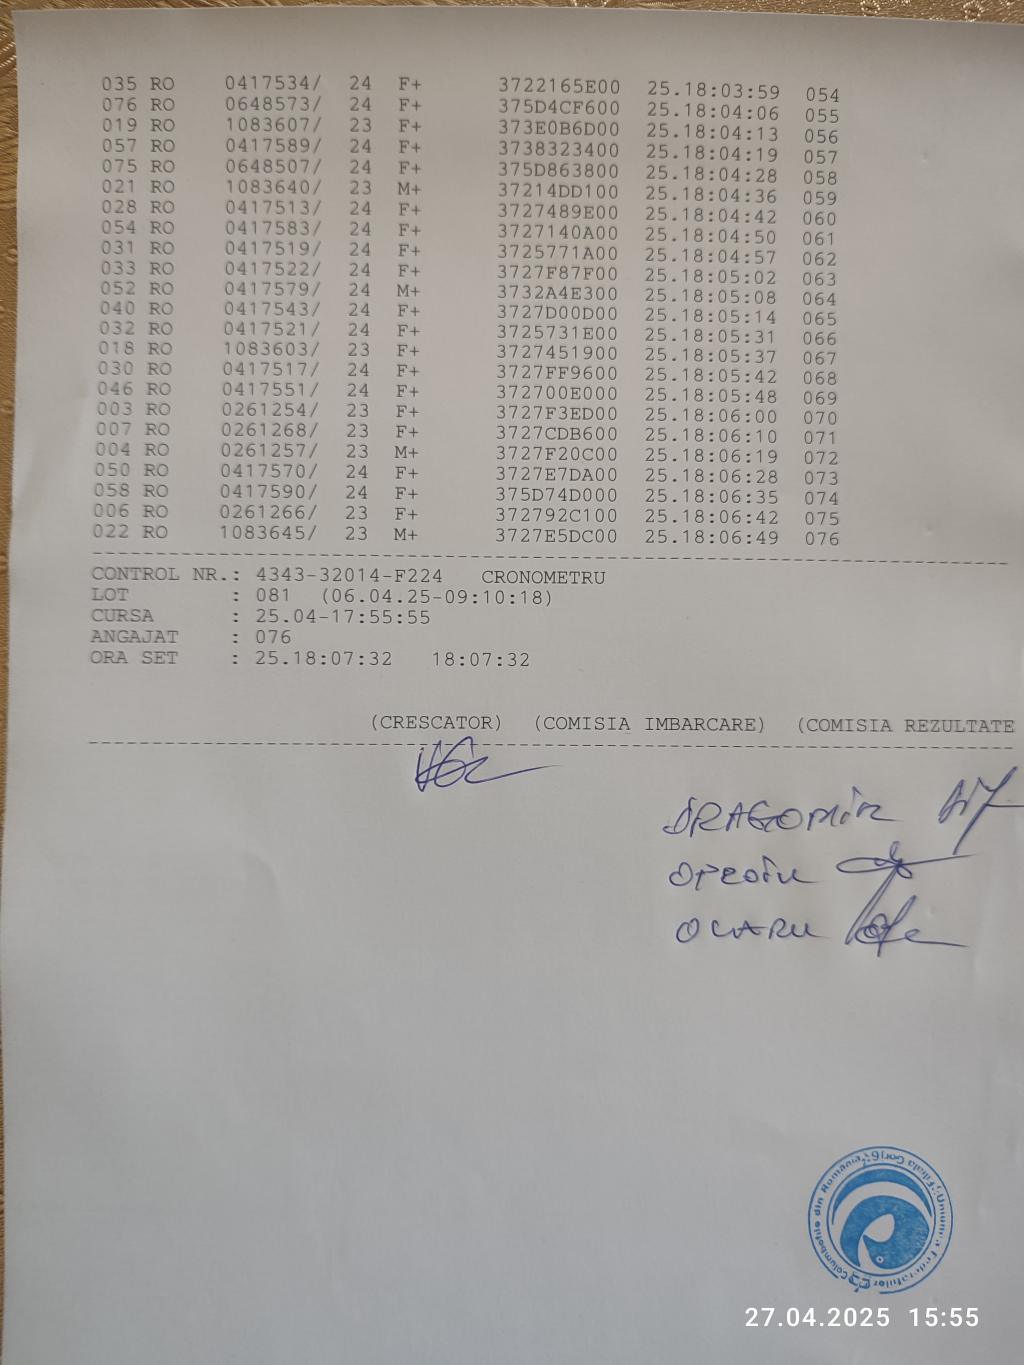 035 RO 0417534/ 24 F+ 3722165E00 25.18:03:59 054
076 RO 0648573/ 24 F+ 375D4CF600 25.18:04:06 055
019 RO 1083607/ 23 F+ 373E0B6D00 25.18:04:13 056
057 RO 0417589/ 24 F+ 3738323400 25.18:04:19 057
075 RO 0648507/ 24 F+ 375D863800 25.18:04:28 058
021 RO 1083640/ 23 M+ 37214DD100 25.18:04:36 059
028 RO 0417513/ 24 F+ 3727489E00 25.18:04:42 060
054 RO 0417583/ 24 F+ 3727140A00 25.18:04:50 061
031 RO 0417519/ 24 F+ 3725771A00 25.18:04:57 062
033 RO 0417522/ 24 F+ 3727F87F00 25.18:05:02 063
052 RO 0417579/ 24 M+ 3732A4E300 25.18:05:08 064
040 RO 0417543/ 24 F+ 3727D00D00 25.18:05:14 065
032 RO 0417521/ 24 F+ 3725731E00 25.18:05:31 066
018 RO 1083603/ 23 F+ 3727451900 25.18:05:37 067
030 RO 0417517/ 24 F+ 3727FF9600 25.18:05:42 068
046 RO 0417551/ 24 F+ 372700E000 25.18:05:48 069
003 RO 0261254/ 23 F+ 3727F3ED00 25.18:06:00 070
007 RO 0261268/ 23 F+ 3727CDB600 25.18:06:10 071
004 RO 0261257/ 23 M+ 3727F20C00 25.18:06:19 072
050 RO 0417570/ 24 F+ 3727E7DA00 25.18:06:28 073
058 RO 0417590/ 24 F+ 375D74D000 25.18:06:35 074
006 RO 0261266/ 23 F+ 372792C100 25.18:06:42 075
022 RO 1083645/ 23 M+ 3727E5DC00 25.18:06:49 076
CONTROL NR.: 4343-32014-F224 CRONOMETRU
LOT : 081 (06.04.25-09:10:18)
CURSA : 25.04-17:55:55
ANGAJAT : 076
ORA SET : 25.18:07:32 18:07:32
(CRESCATOR) (COMISIA IMBARCARE) (COMISIA REZULTATE
DRAGOMIR
27.04.2025 15:55